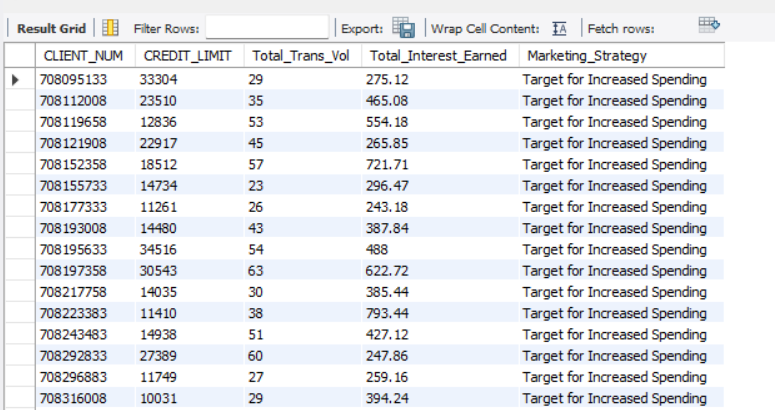 Result Grid Filter Rows: Export: Wrap Cell Content: Fetch rows:
CLIENT_NUM CREDIT_LIMIT Total_Trans_Vol Total_Interest_Earned Marketing_Strategy
708095133 33304 29 275.12 Target for Increased Spending
708112008 23510 35 465.08 Target for Increased Spending
708119658 12836 53 554.18 Target for Increased Spending
708121908 22917 45 265.85 Target for Increased Spending
708152358 18512 57 721.71 Target for Increased Spending
708155733 14734 23 296.47 Target for Increased Spending
708177333 11261 26 243.18 Target for Increased Spending
708193008 14480 43 387.84 Target for Increased Spending
708195633 34516 54 488 Target for Increased Spending
708197358 30543 63 622.72 Target for Increased Spending
708217758 14035 30 385.44 Target for Increased Spending
708223383 11410 38 793.44 Target for Increased Spending
708243483 14938 51 427.12 Target for Increased Spending
708292833 27389 60 247.86 Target for Increased Spending
708296883 11749 27 259.16 Target for Increased Spending
708316008 10031 29 394.24 Target for Increased Spending